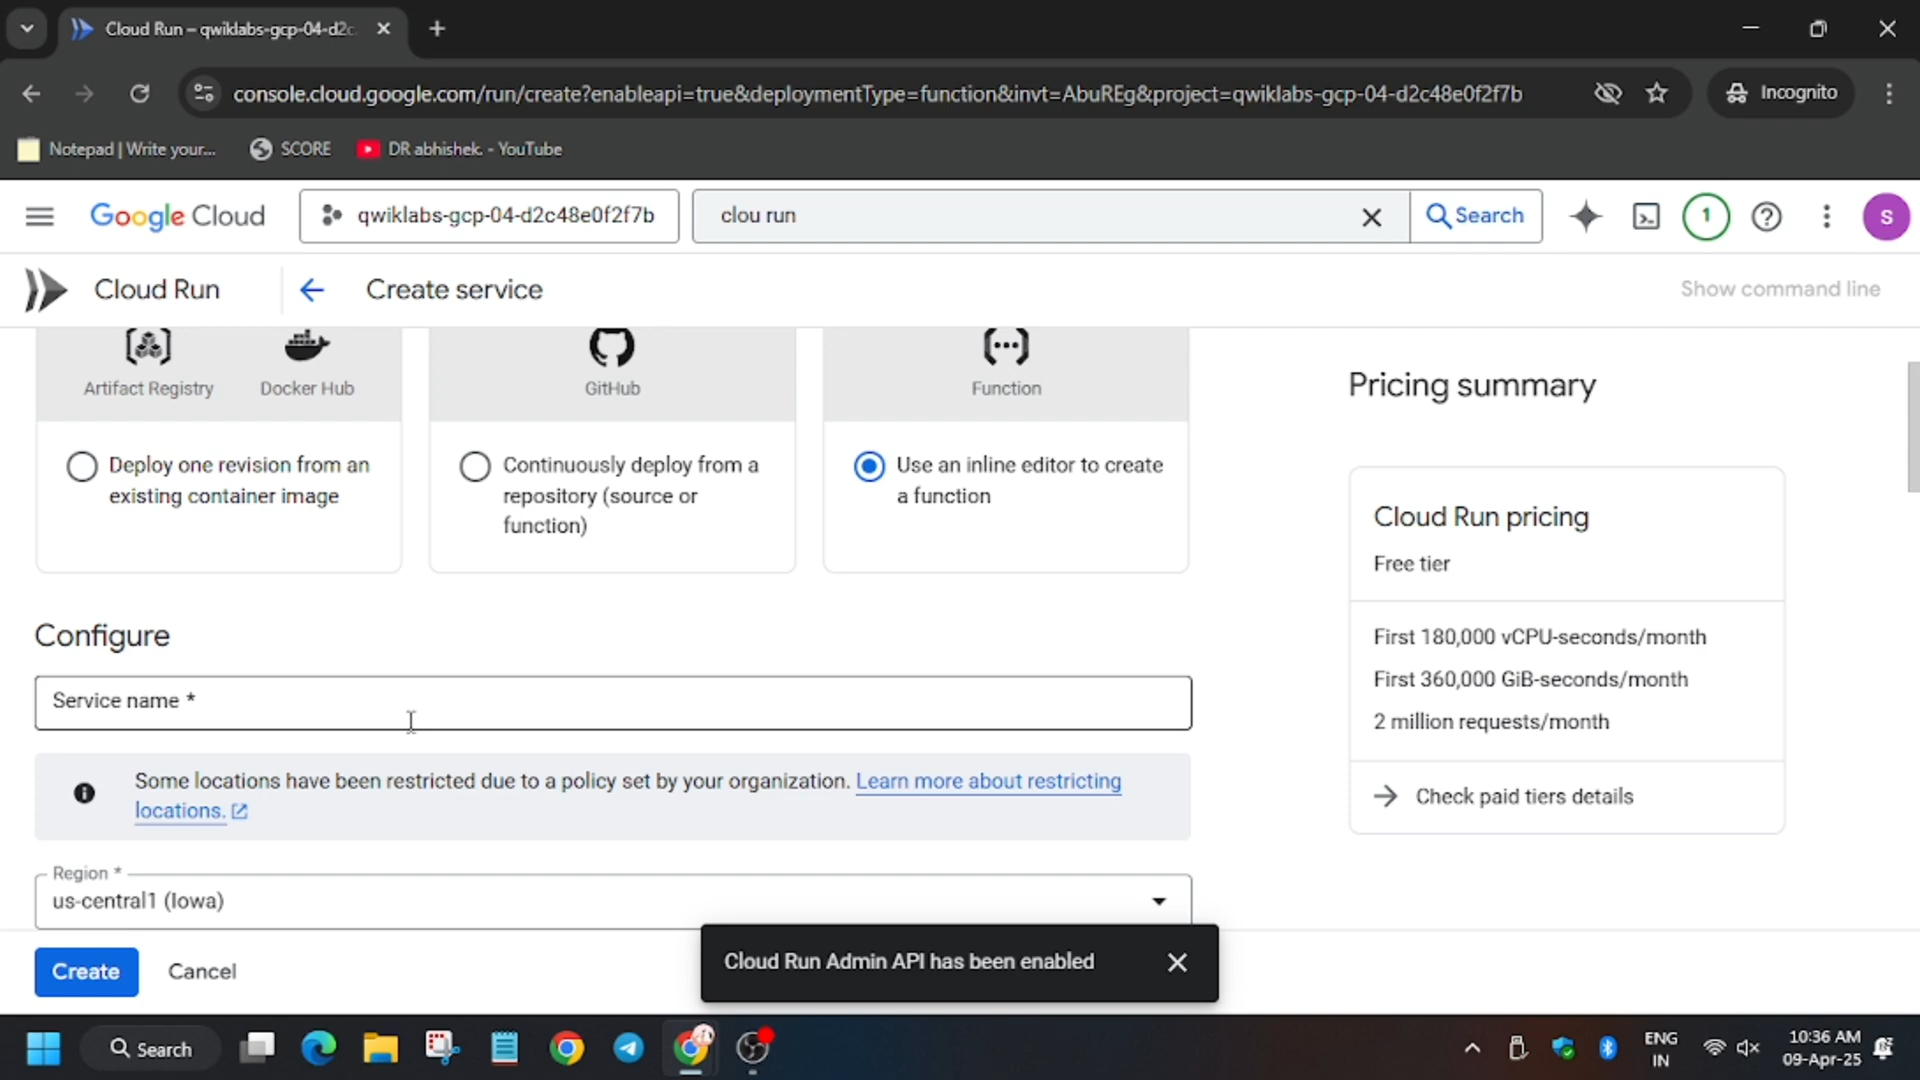 Cloud Run – qwiklabs-gcp-04-d2c
console.cloud.google.com/run/create?enableapi=true&deploymentType=function&invt=AbuREg&project=qwiklabs-gcp-04-d2c48e0f2f7b
Incognito
Notepad | Write your...
SCORE
DR abhishek. - YouTube
Google Cloud
qwiklabs-gcp-04-d2c48e0f2f7b
clou run
Search
1
S
Cloud Run
Create service
Show command line
Artifact Registry
Docker Hub
GitHub
Function
Deploy one revision from an
existing container image
Continuously deploy from a
repository (source or
function)
Use an inline editor to create
a function
Pricing summary
Cloud Run pricing
Free tier
First 180,000 vCPU-seconds/month
First 360,000 GiB-seconds/month
2 million requests/month
Check paid tiers details
Configure
Service name *
Some locations have been restricted due to a policy set by your organization. Learn more about restricting
locations.
Region *
us-central1 (Iowa)
Create
Cancel
Cloud Run Admin API has been enabled
Search
ENG
IN
10:36 AM
09-Apr-25